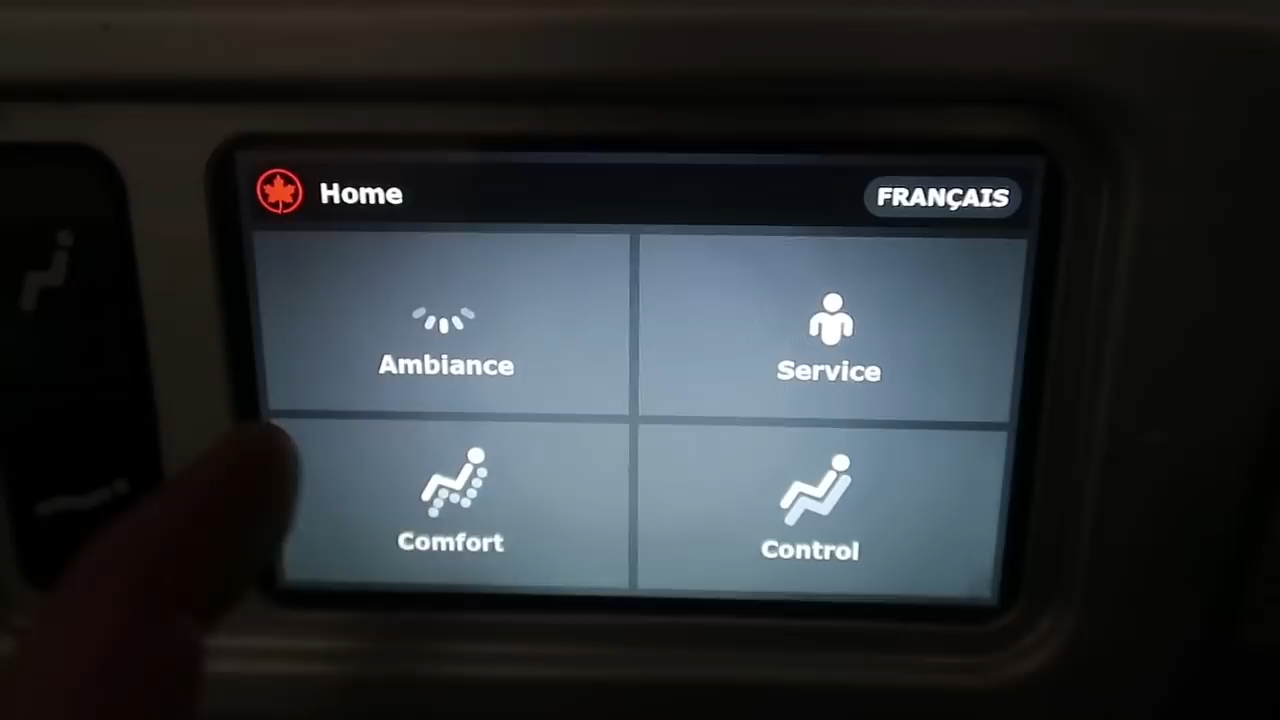 Home
FRANÇAIS
Ambiance
Service
Comfort
Control